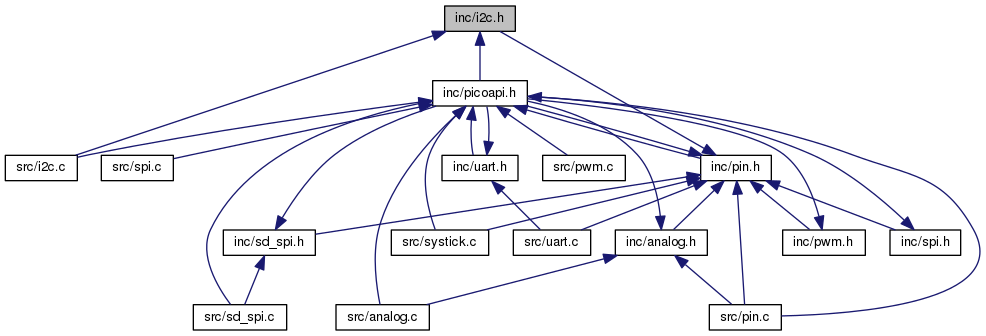 inc/i2c.h
inc/picoapi.h
src/i2c.c
src/spi.c
inc/uart.h
src/pwm.c
inc/pin.h
inc/sd_spi.h
src/systick.c
src/uart.c
inc/analog.h
inc/pwm.h
inc/spi.h
src/sd_spi.c
src/analog.c
src/pin.c